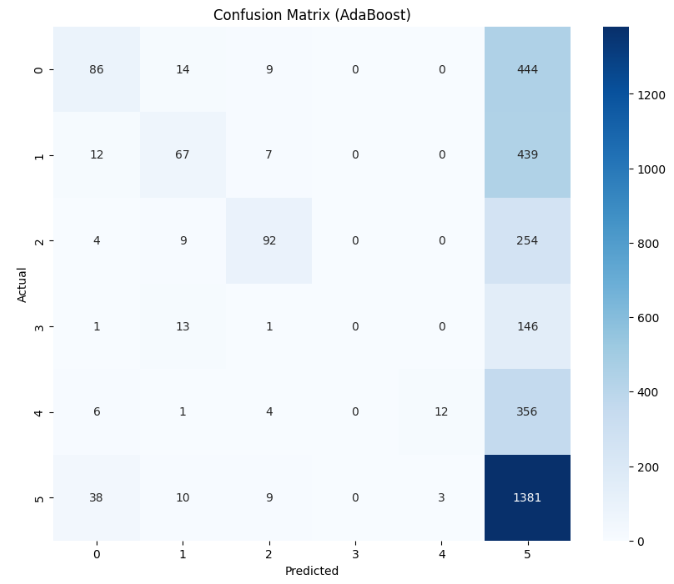 Confusion Matrix (AdaBoost)
0 86 14 9 0 0 444
1 12 67 7 0 0 439
2 4 9 92 0 0 254
3 1 13 1 0 0 146
4 6 1 4 0 12 356
5 38 10 9 0 3 1381
0 1 2 3 4 5
Predicted
Actual
1200
1000
800
600
400
200
0